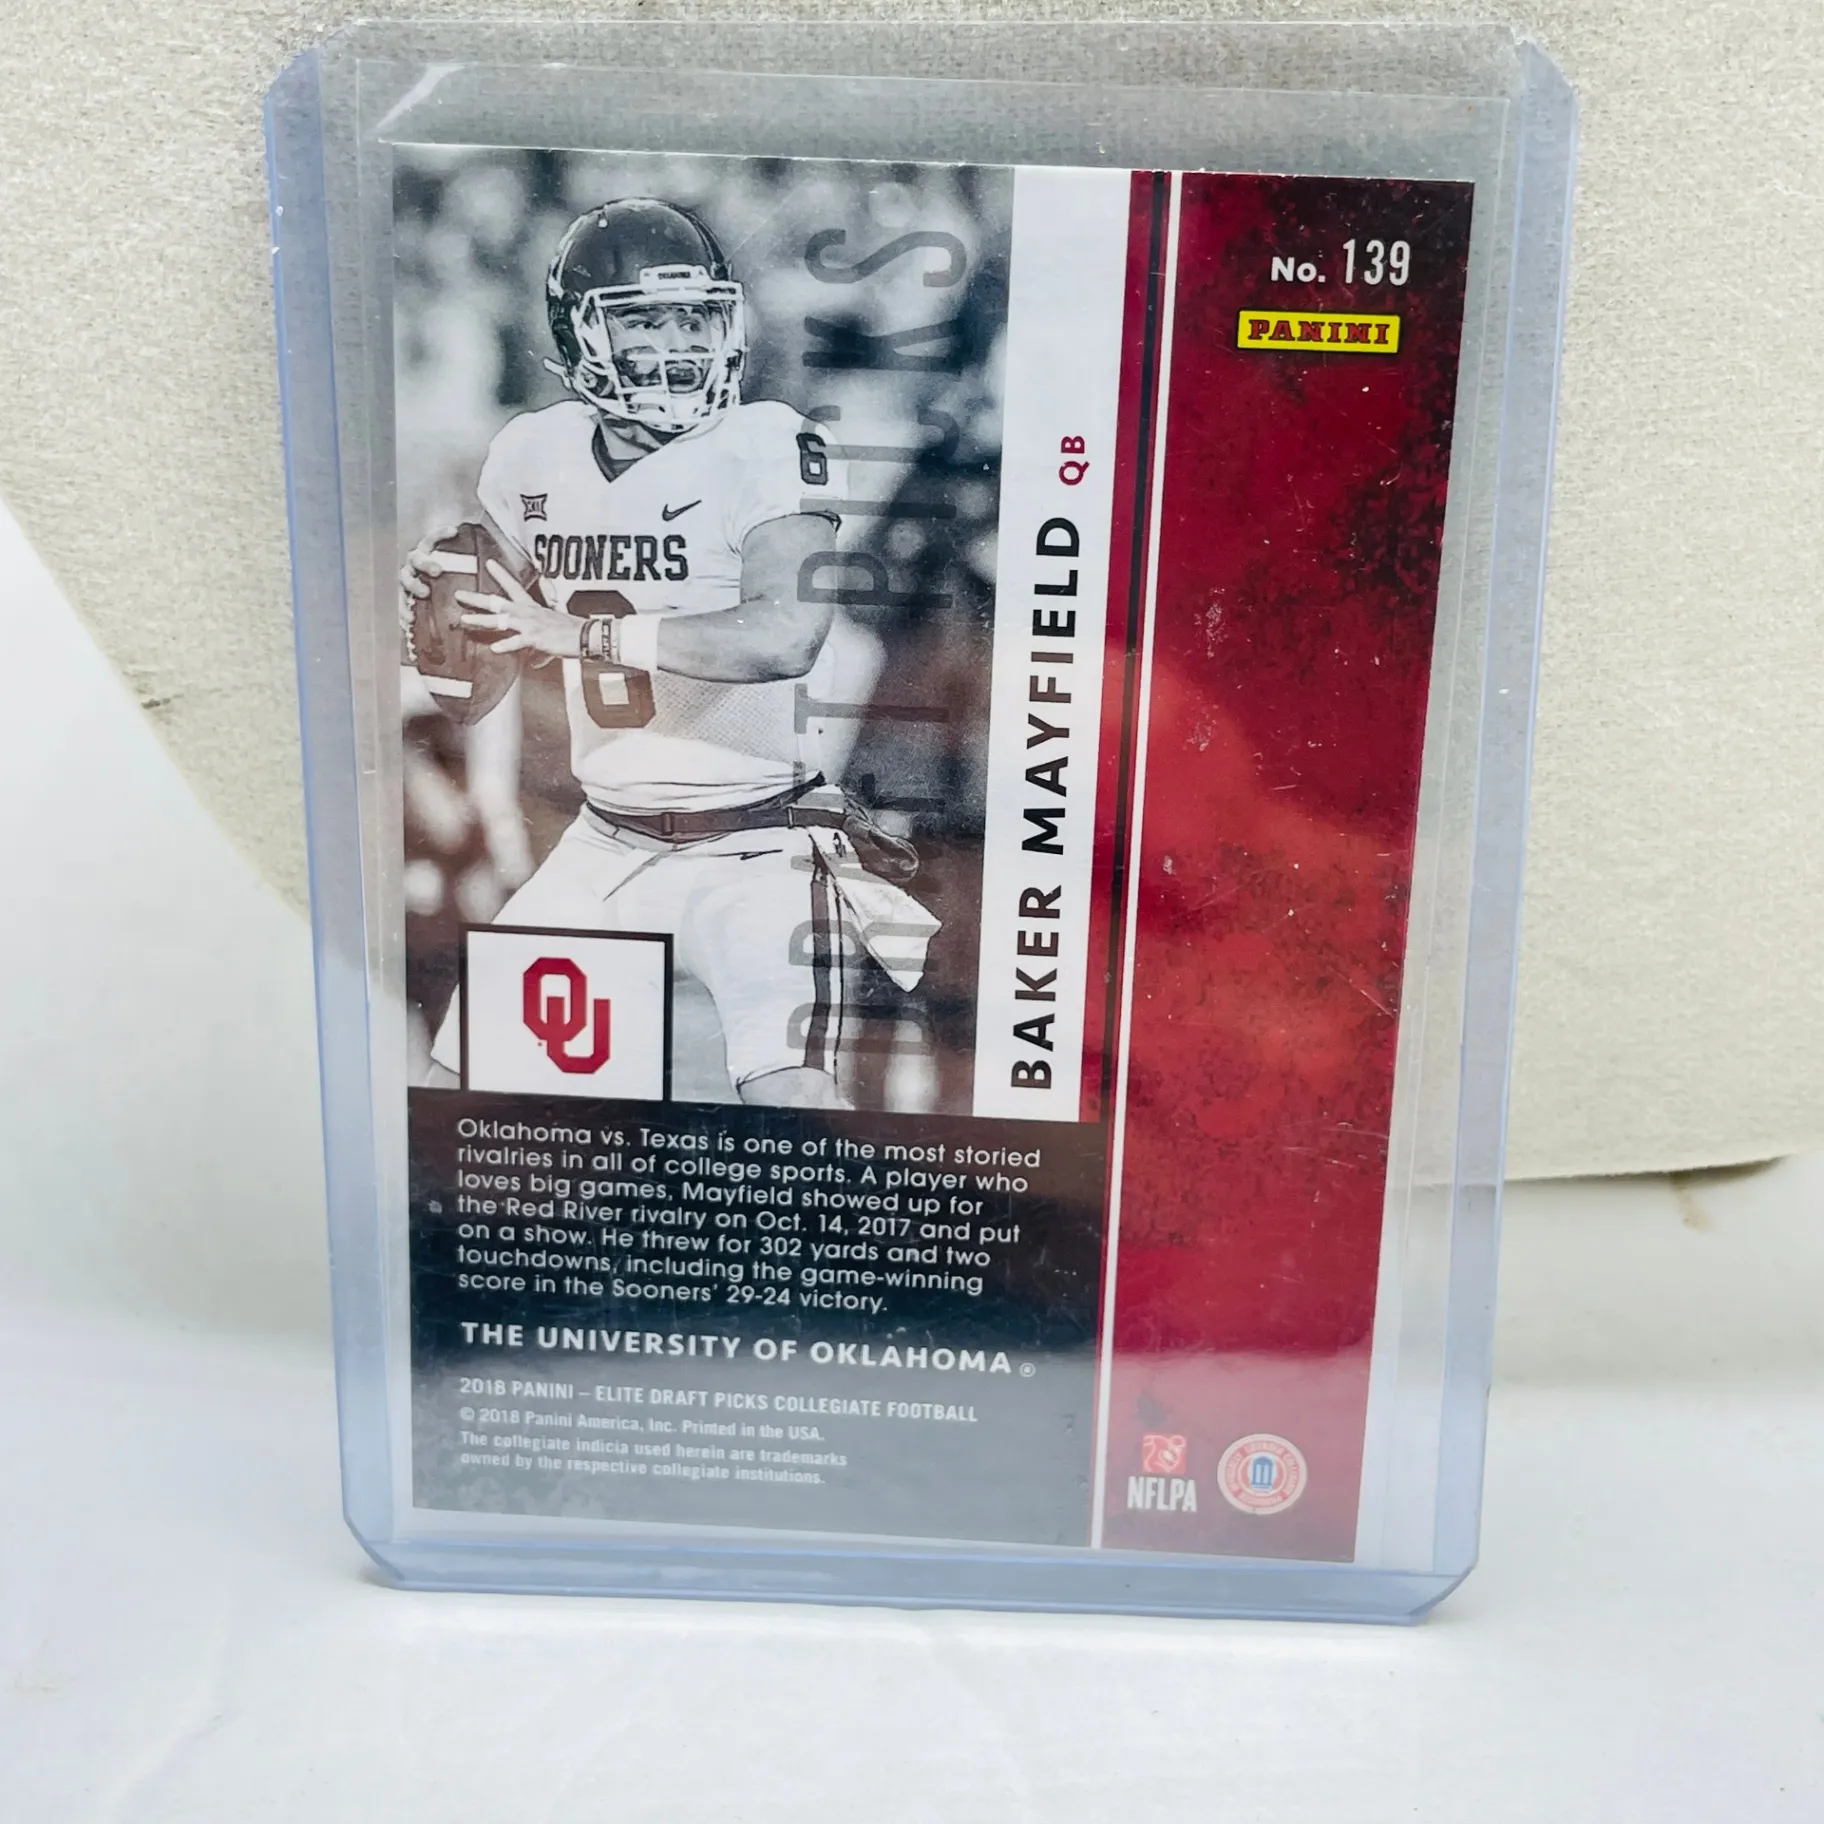 No. 139
PANINI
OKLAHOMA
6
SOONERS
6
DRAFT PICKS
BAKER MAYFIELD QB
OU
Oklahoma vs. Texas is one of the most storied
rivalries in all of college sports. A player who
loves big games, Mayfield showed up for
the Red River rivalry on Oct. 14, 2017 and put
on a show. He threw for 302 yards and two
touchdowns, including the game-winning
score in the Sooners' 29-24 victory.
THE UNIVERSITY OF OKLAHOMA®
2018 PANINI – ELITE DRAFT PICKS COLLEGIATE FOOTBALL
© 2018 Panini America, Inc. Printed in the USA.
The collegiate indicia used herein are trademarks
owned by the respective collegiate institutions.
NFLPA